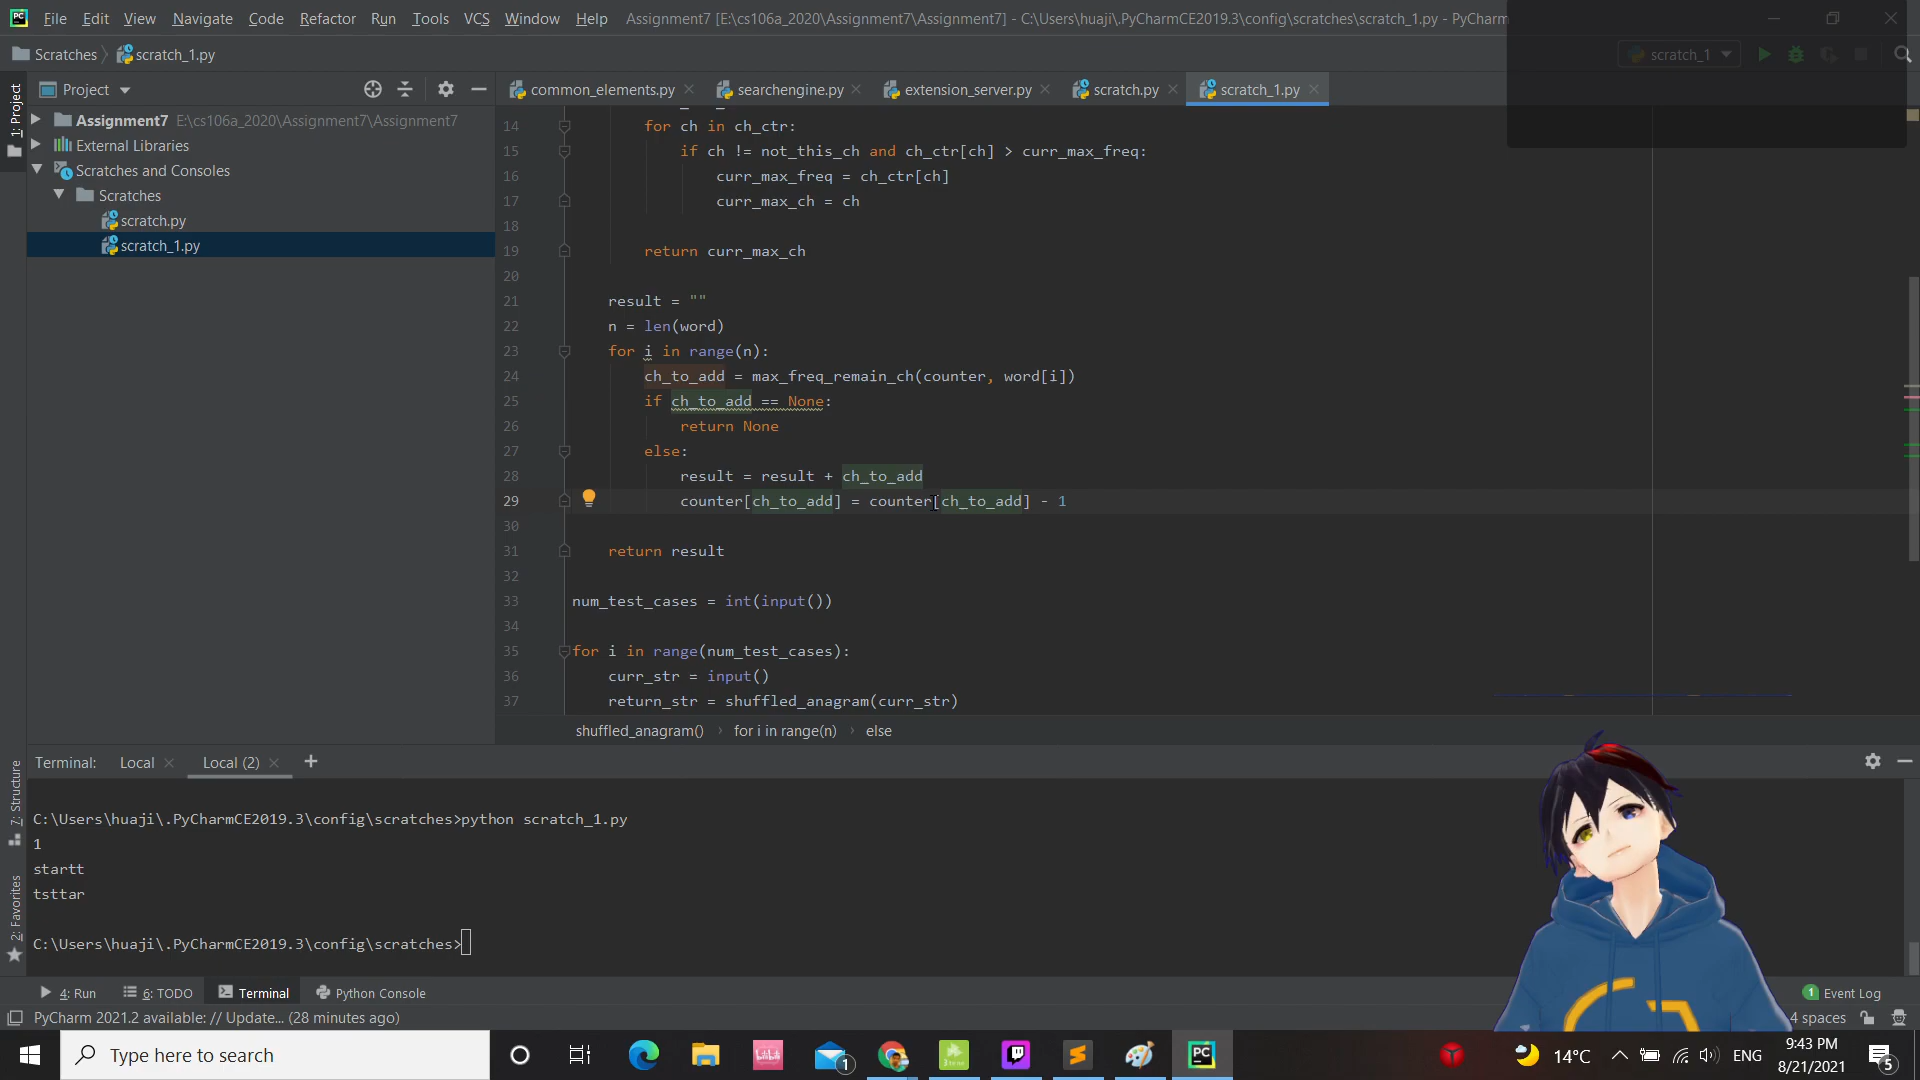 File Edit View Navigate Code Refactor Run Tools VCS Window Help Assignment7 [E:\cs106a_2020\Assignment7\Assignment7] - C:\Users\huaji\.PyCharmCE2019.3\config\scratches\scratch_1.py - PyCharm
Scratches scratch_1.py
scratch_1
1: Project
Project
common_elements.py
searchengine.py
extension_server.py
scratch.py
scratch_1.py
Assignment7 E:\cs106a_2020\Assignment7\Assignment7
External Libraries
Scratches and Consoles
Scratches
scratch.py
scratch_1.py
14 for ch in ch_ctr:
15 if ch != not_this_ch and ch_ctr[ch] > curr_max_freq:
16 curr_max_freq = ch_ctr[ch]
17 curr_max_ch = ch
18
19 return curr_max_ch
20
21 result = ""
22 n = len(word)
23 for i in range(n):
24 ch_to_add = max_freq_remain_ch(counter, word[i])
25 if ch_to_add == None:
26 return None
27 else:
28 result = result + ch_to_add
29 counter[ch_to_add] = counter[ch_to_add] - 1
30
31 return result
32
33 num_test_cases = int(input())
34
35 for i in range(num_test_cases):
36 curr_str = input()
37 return_str = shuffled_anagram(curr_str)
shuffled_anagram() › for i in range(n) › else
7: Structure
2: Favorites
Terminal: Local Local (2)
C:\Users\huaji\.PyCharmCE2019.3\config\scratches>python scratch_1.py
1
startt
tsttar
C:\Users\huaji\.PyCharmCE2019.3\config\scratches>
4: Run 6: TODO Terminal Python Console
1 Event Log
PyCharm 2021.2 available: // Update... (28 minutes ago)
4 spaces
Type here to search
1
PC
14°C
ENG
9:43 PM
8/21/2021
5